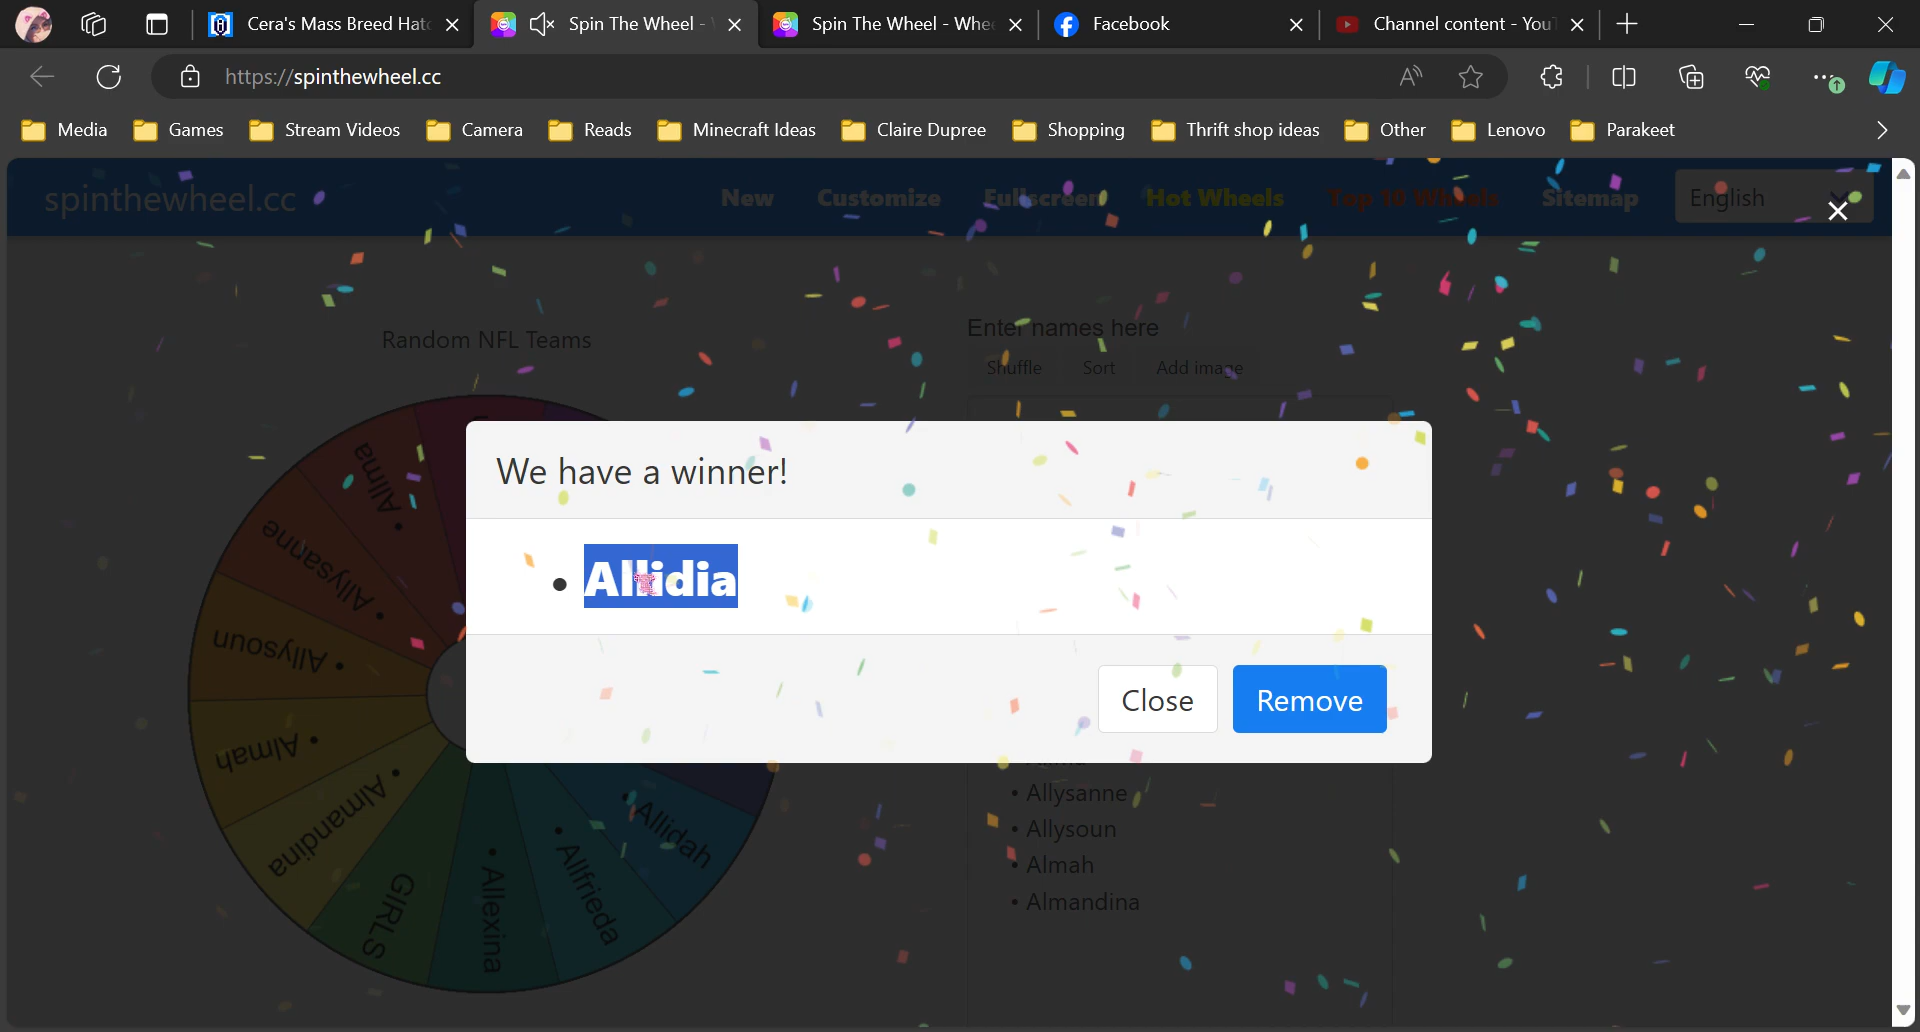 Cera's Mass Breed Hatc
Spin The Wheel -
Spin The Wheel - Whe
Facebook
Channel content - You
https://spinthewheel.cc
Media
Games
Stream Videos
Camera
Reads
Minecraft Ideas
Claire Dupree
Shopping
Thrift shop ideas
Other
Lenovo
Parakeet
spinthewheel.cc
New
Customize
Fullscreen
Hot Wheels
Top 10 Wheels
Sitemap
English
Random NFL Teams
Enter names here
Shuffle
Sort
Add image
We have a winner!
• Allidia
Close
Remove
Allma
• Allysanne
• Allysoun
• Almah
• Almandina
GIRLS
• Allexina
• Allfrieda
• Allidah
• Allysanne
• Allysoun
• Almah
• Almandina